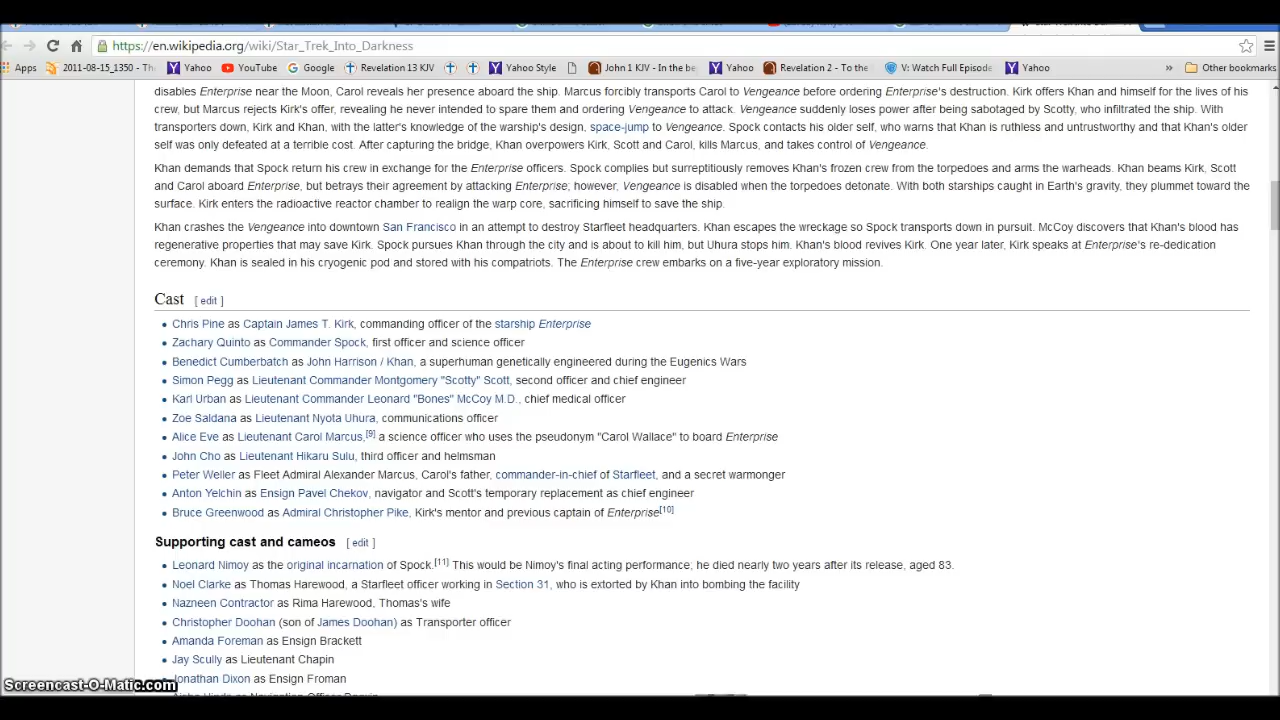 https://en.wikipedia.org/wiki/Star_Trek_Into_Darkness
Apps 2011-08-15_1350 - Th Yahoo YouTube Google Revelation 13 KJV Yahoo Style John 1 KJV - In the be Yahoo Revelation 2 - To the V: Watch Full Episode Yahoo » Other bookmarks
disables Enterprise near the Moon, Carol reveals her presence aboard the ship. Marcus forcibly transports Carol to Vengeance before ordering Enterprise's destruction. Kirk offers Khan and himself for the lives of his
crew, but Marcus rejects Kirk's offer, revealing he never intended to spare them and ordering Vengeance to attack. Vengeance suddenly loses power after being sabotaged by Scotty, who infiltrated the ship. With
transporters down, Kirk and Khan, with the latter's knowledge of the warship's design, space-jump to Vengeance. Spock contacts his older self, who warns that Khan is ruthless and untrustworthy and that Khan's older
self was only defeated at a terrible cost. After capturing the bridge, Khan overpowers Kirk, Scott and Carol, kills Marcus, and takes control of Vengeance.
Khan demands that Spock return his crew in exchange for the Enterprise officers. Spock complies but surreptitiously removes Khan's frozen crew from the torpedoes and arms the warheads. Khan beams Kirk, Scott
and Carol aboard Enterprise, but betrays their agreement by attacking Enterprise; however, Vengeance is disabled when the torpedoes detonate. With both starships caught in Earth's gravity, they plummet toward the
surface. Kirk enters the radioactive reactor chamber to realign the warp core, sacrificing himself to save the ship.
Khan crashes the Vengeance into downtown San Francisco in an attempt to destroy Starfleet headquarters. Khan escapes the wreckage so Spock transports down in pursuit. McCoy discovers that Khan's blood has
regenerative properties that may save Kirk. Spock pursues Khan through the city and is about to kill him, but Uhura stops him. Khan's blood revives Kirk. One year later, Kirk speaks at Enterprise's re-dedication
ceremony. Khan is sealed in his cryogenic pod and stored with his compatriots. The Enterprise crew embarks on a five-year exploratory mission.
Cast [ edit ]
• Chris Pine as Captain James T. Kirk, commanding officer of the starship Enterprise
• Zachary Quinto as Commander Spock, first officer and science officer
• Benedict Cumberbatch as John Harrison / Khan, a superhuman genetically engineered during the Eugenics Wars
• Simon Pegg as Lieutenant Commander Montgomery "Scotty" Scott, second officer and chief engineer
• Karl Urban as Lieutenant Commander Leonard "Bones" McCoy M.D., chief medical officer
• Zoe Saldana as Lieutenant Nyota Uhura, communications officer
• Alice Eve as Lieutenant Carol Marcus,[9] a science officer who uses the pseudonym "Carol Wallace" to board Enterprise
• John Cho as Lieutenant Hikaru Sulu, third officer and helmsman
• Peter Weller as Fleet Admiral Alexander Marcus, Carol's father, commander-in-chief of Starfleet, and a secret warmonger
• Anton Yelchin as Ensign Pavel Chekov, navigator and Scott's temporary replacement as chief engineer
• Bruce Greenwood as Admiral Christopher Pike, Kirk's mentor and previous captain of Enterprise[10]
Supporting cast and cameos [ edit ]
• Leonard Nimoy as the original incarnation of Spock.[11] This would be Nimoy's final acting performance; he died nearly two years after its release, aged 83.
• Noel Clarke as Thomas Harewood, a Starfleet officer working in Section 31, who is extorted by Khan into bombing the facility
• Nazneen Contractor as Rima Harewood, Thomas's wife
• Christopher Doohan (son of James Doohan) as Transporter officer
• Amanda Foreman as Ensign Brackett
• Jay Scully as Lieutenant Chapin
• Jonathan Dixon as Ensign Froman
Screencast-O-Matic.com